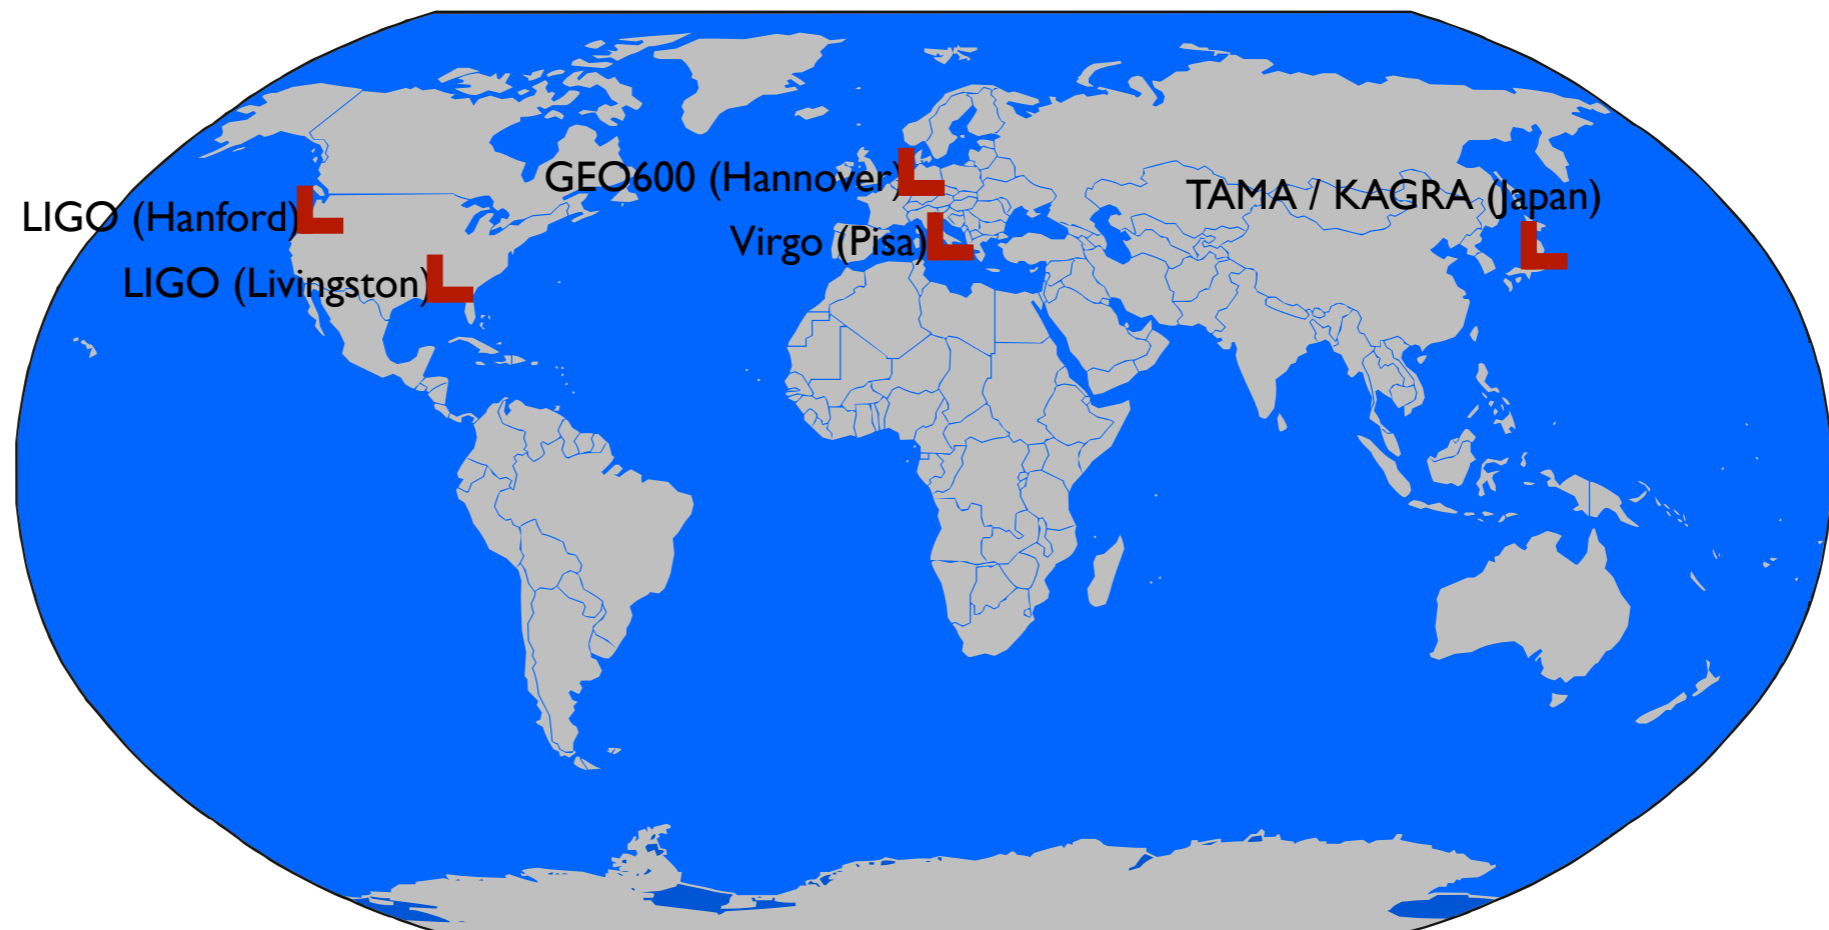 GEO600 (Hannover)
TAMA / KAGRA (Japan)
LIGO (Hanford)
Virgo (Pisa)
LIGO (Livingston)